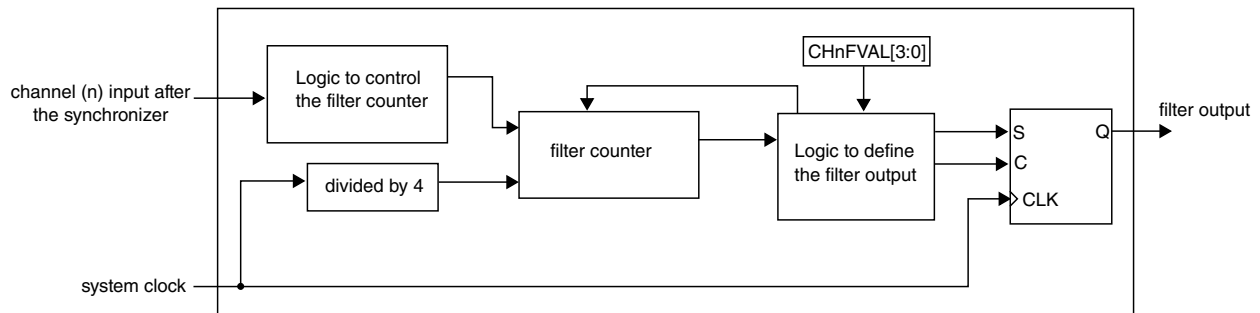 channel (n) input after
the synchronizer
Logic to control
the filter counter
divided by 4
system clock
filter counter
CHnFVAL[3:0]
Logic to define
the filter output
S
Q
C
CLK
filter output